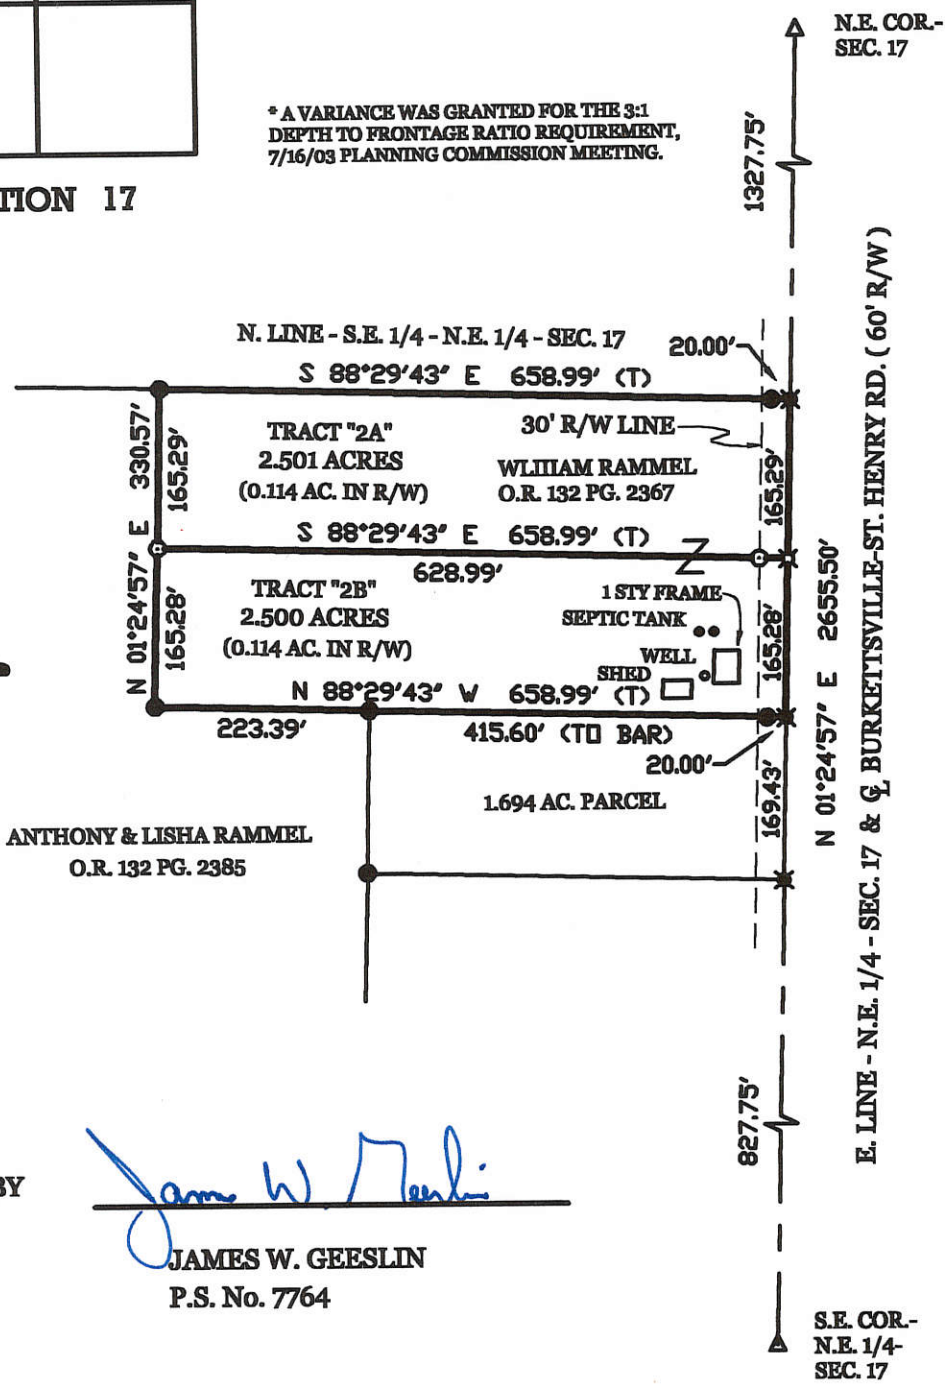 N.E. COR.-
SEC. 17
* A VARIANCE WAS GRANTED FOR THE 3:1
DEPTH TO FRONTAGE RATIO REQUIREMENT,
7/16/03 PLANNING COMMISSION MEETING.
1327.75'
TION 17
N. LINE - S.E. 1/4 - N.E. 1/4 - SEC. 17
20.00'
S 88°29'43" E 658.99' (T)
30' R/W LINE
TRACT "2A"
2.501 ACRES
(0.114 AC. IN R/W)
WLIIIAM RAMMEL
O.R. 132 PG. 2367
N 01°24'57" E 330.57'
165.29'
165.29'
S 88°29'43" E 658.99' (T)
628.99'
TRACT "2B"
2.500 ACRES
(0.114 AC. IN R/W)
1 STY FRAME
SEPTIC TANK
WELL
SHED
165.28'
165.28'
N 88°29'43" W 658.99' (T)
223.39'
415.60' (TO BAR)
20.00'
1.694 AC. PARCEL
169.43'
N 01°24'57" E 2655.50'
E. LINE - N.E. 1/4 - SEC. 17 & ℄ BURKETTSVILLE-ST. HENRY RD. ( 60' R/W )
ANTHONY & LISHA RAMMEL
O.R. 132 PG. 2385
827.75'
BY
James W Geeslin
JAMES W. GEESLIN
P.S. No. 7764
S.E. COR.-
N.E. 1/4-
SEC. 17